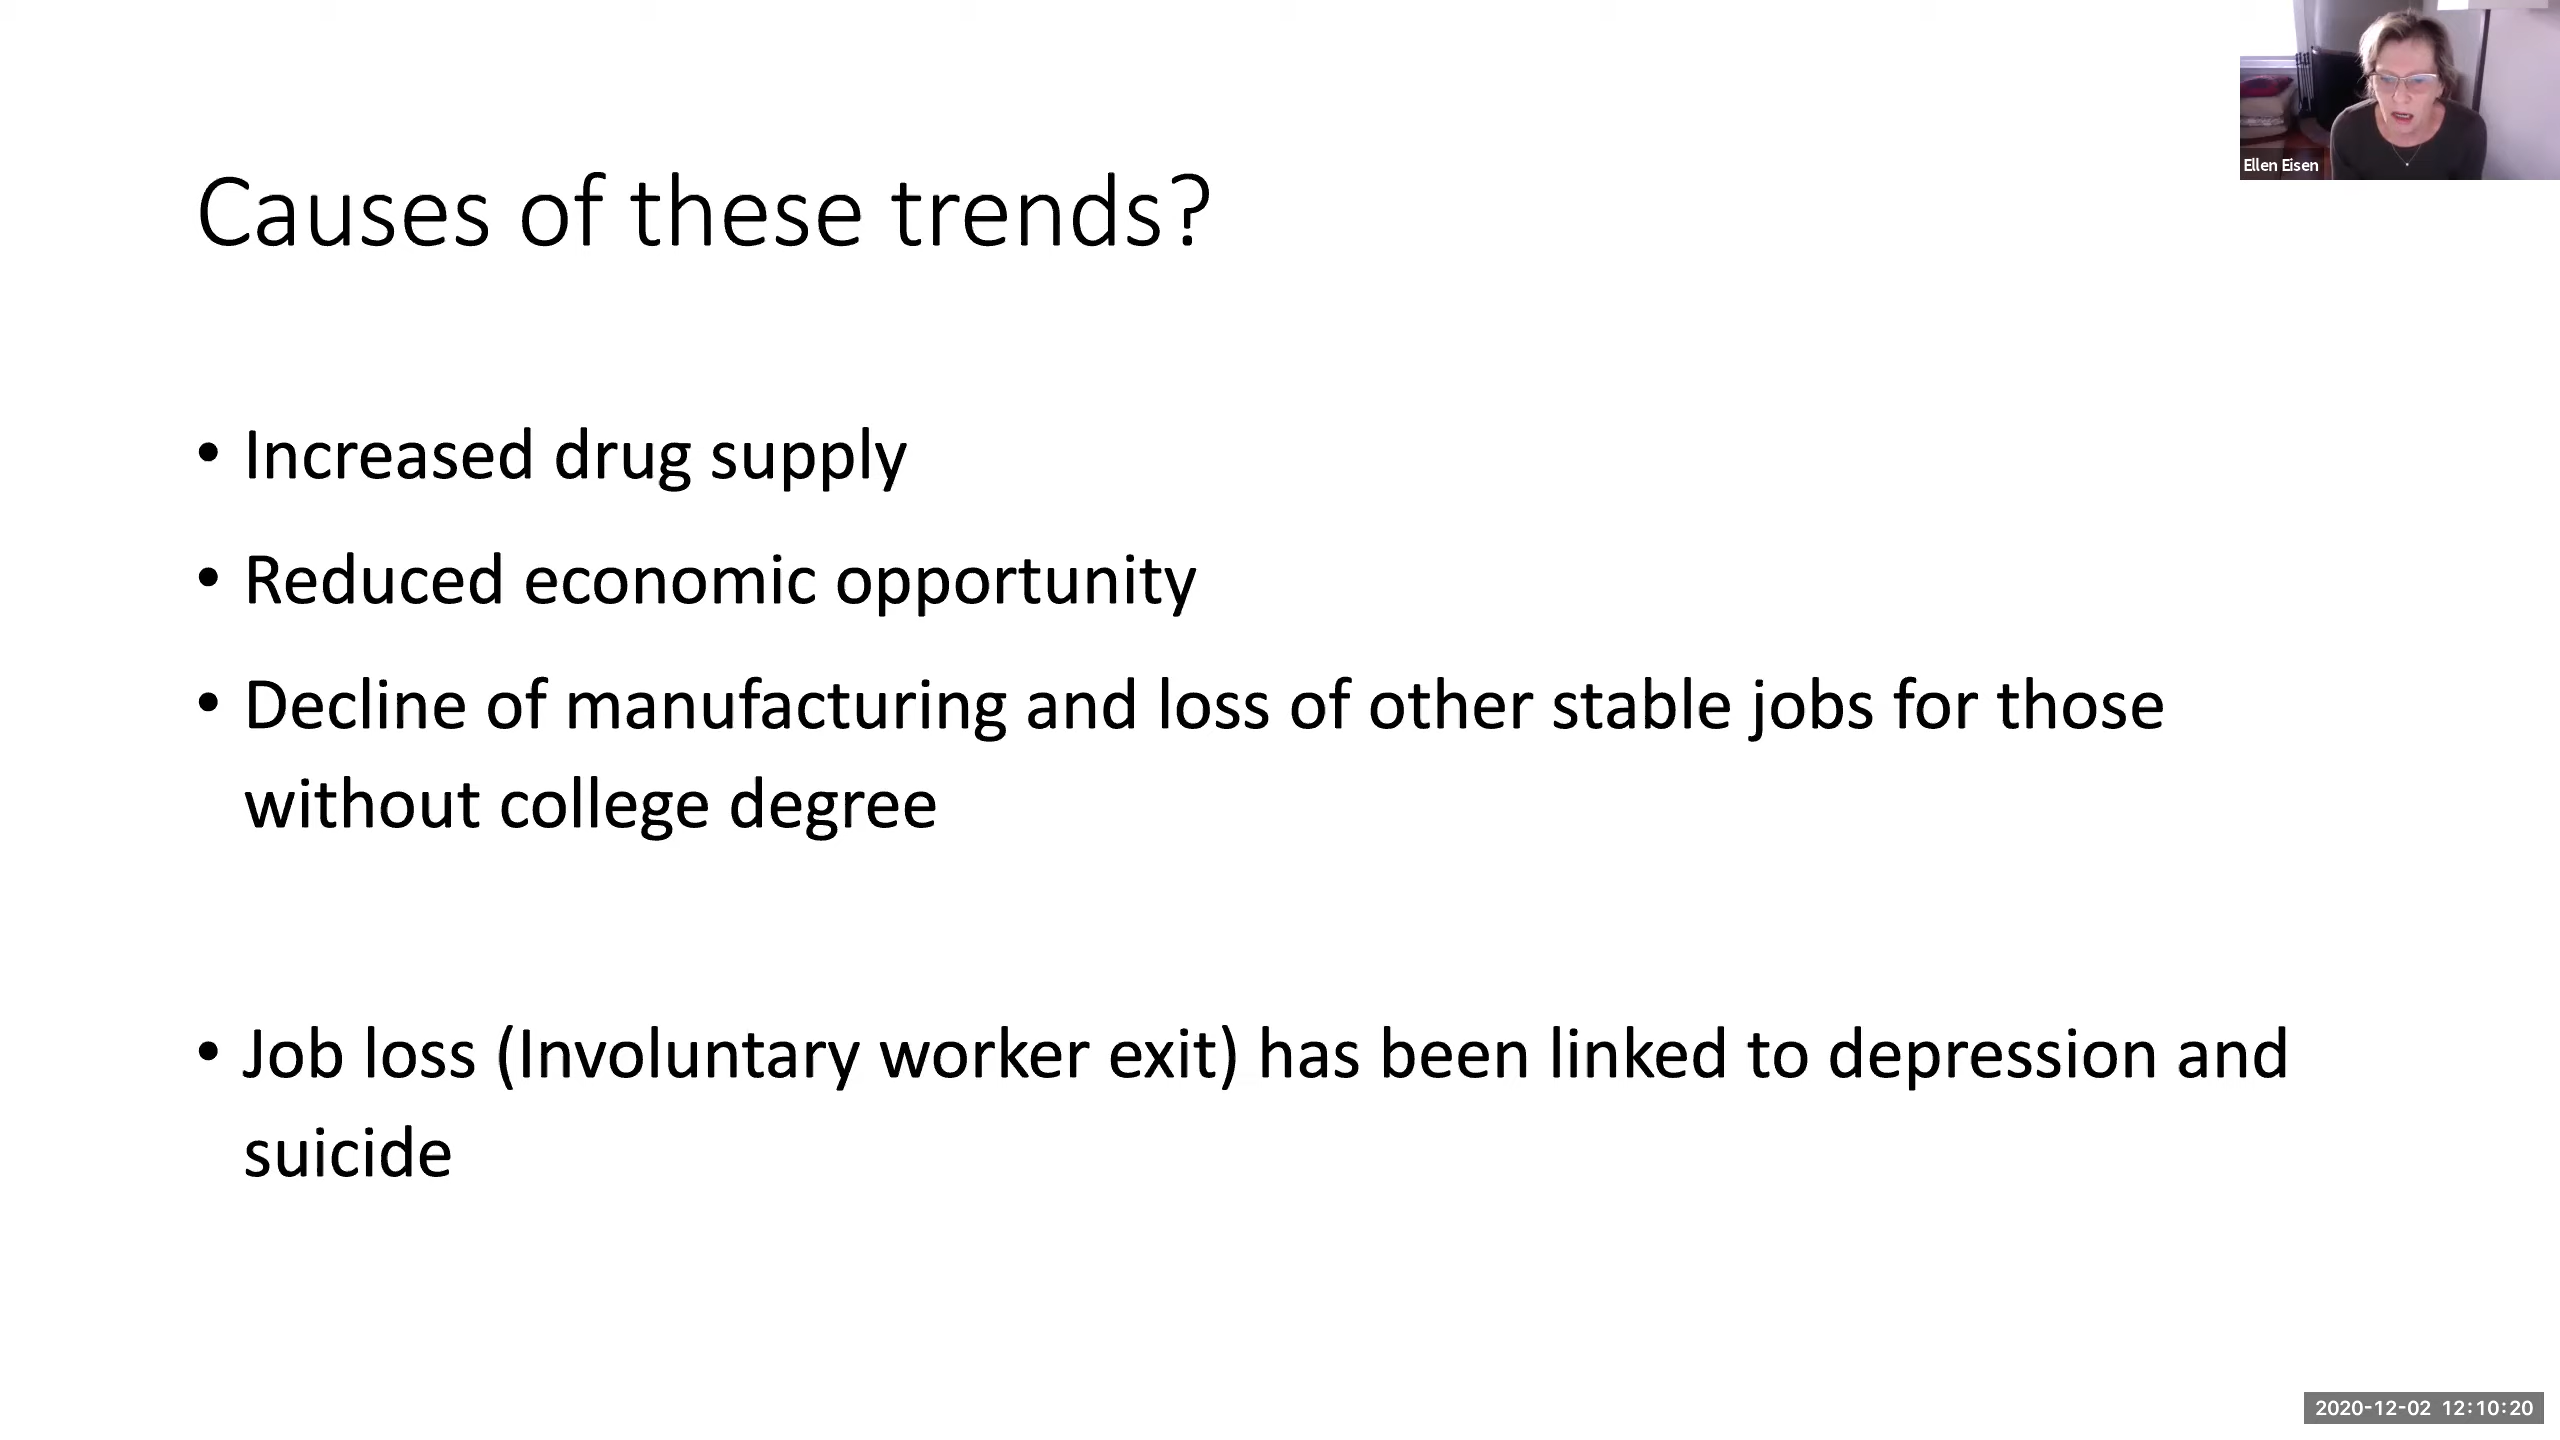 Ellen Eisen
Causes of these trends?
• Increased drug supply
• Reduced economic opportunity
• Decline of manufacturing and loss of other stable jobs for those
without college degree
• Job loss (Involuntary worker exit) has been linked to depression and
suicide
2020-12-02 12:10:20